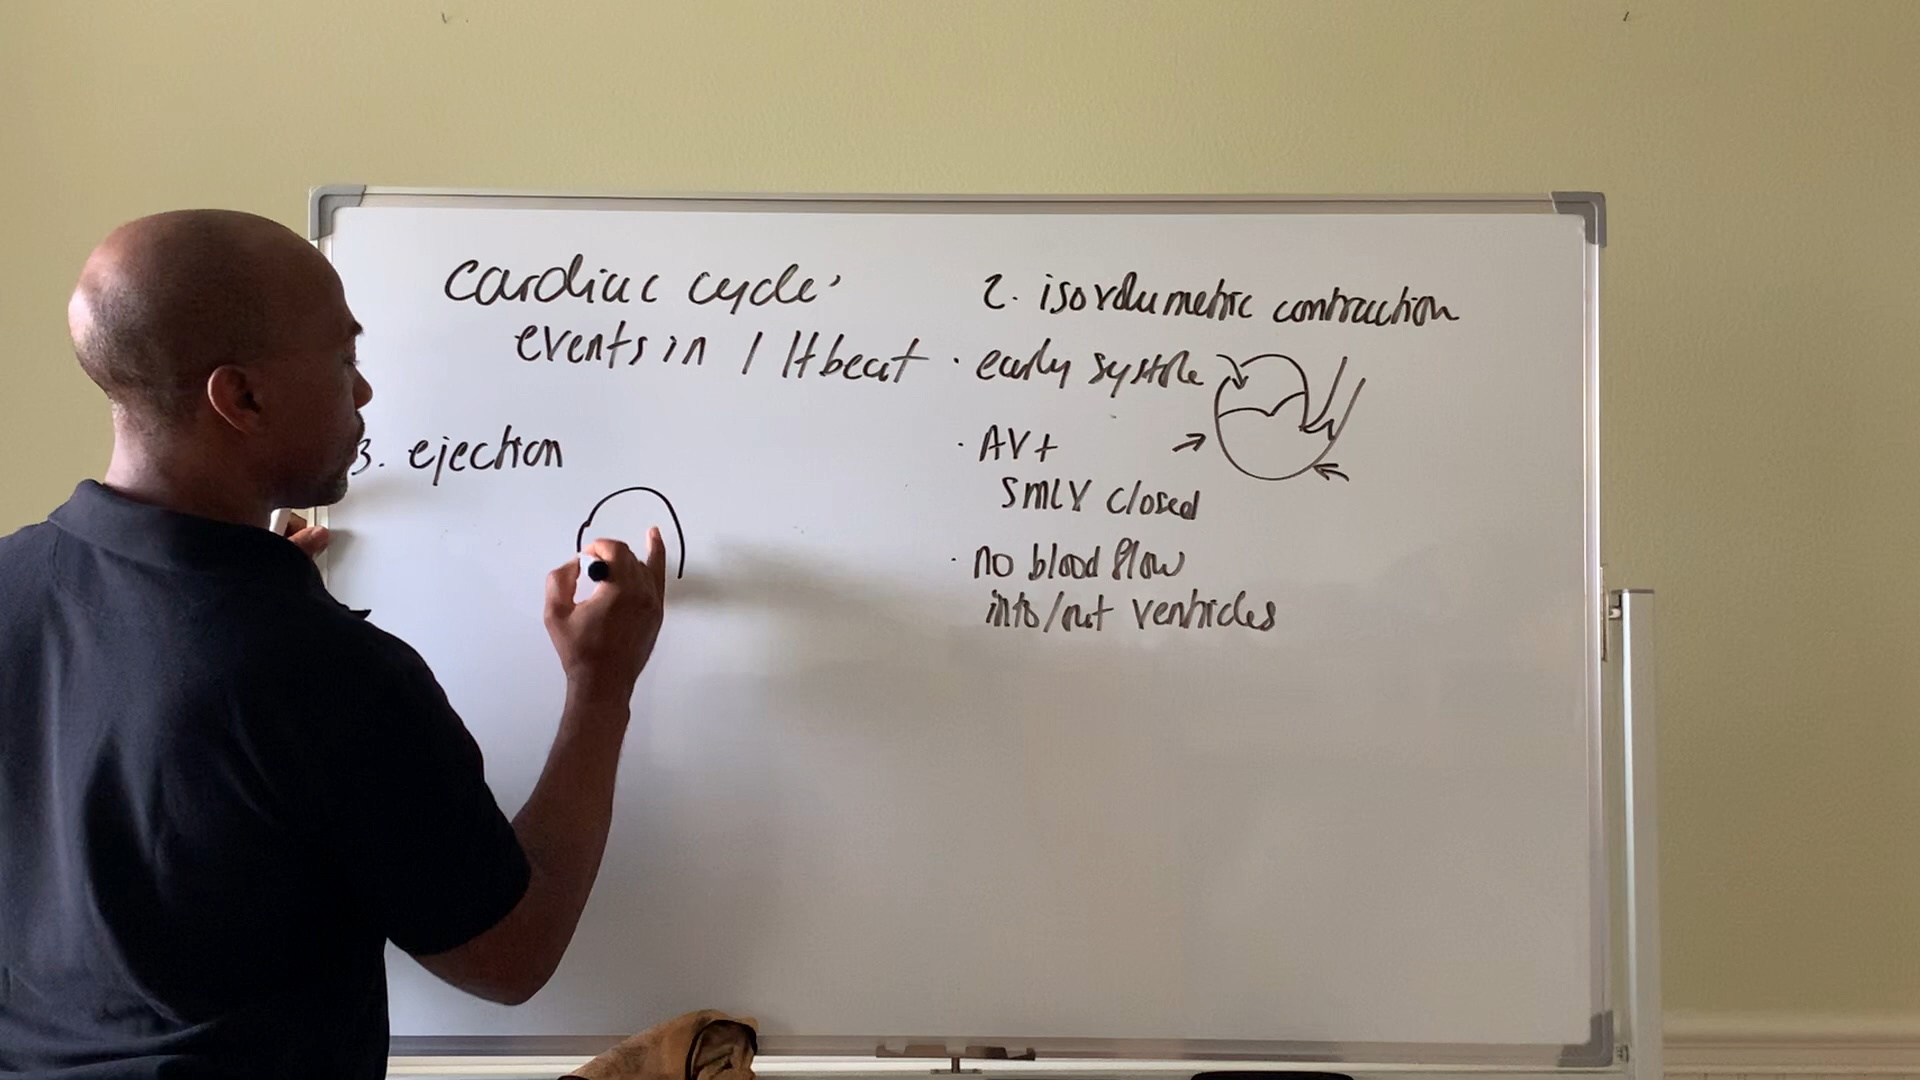 cardiac cycle:
events in 1 Htbeat
3. ejection
2. isovolumetric contraction
· early systole
· AV +
SMLV closed
· no blood flow
into/out ventricles